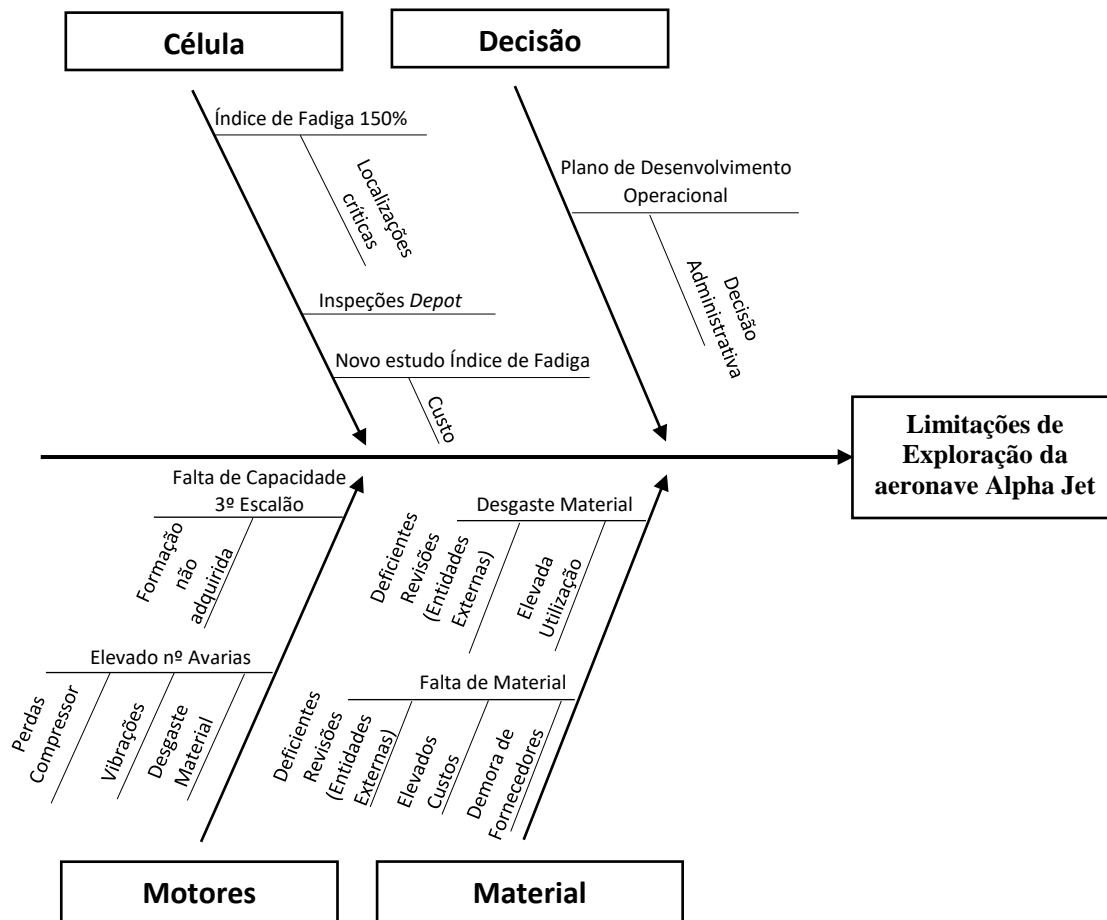 Célula
Decisão
Índice de Fadiga 150%
Localizações
críticas
Plano de Desenvolvimento
Operacional
Decisão
Administrativa
Inspeções Depot
Novo estudo Índice de Fadiga
Custo
Limitações de
Exploração da
aeronave Alpha Jet
Falta de Capacidade
3º Escalão
Formação
não
adquirida
Elevado nº Avarias
Perdas
Compressor
Vibrações
Desgaste
Material
Desgaste Material
Deficientes
Revisões
(Entidades
Externas)
Elevada
Utilização
Falta de Material
Deficientes
Revisões
(Entidades
Externas)
Elevados
Custos
Demora de
Fornecedores
Motores
Material